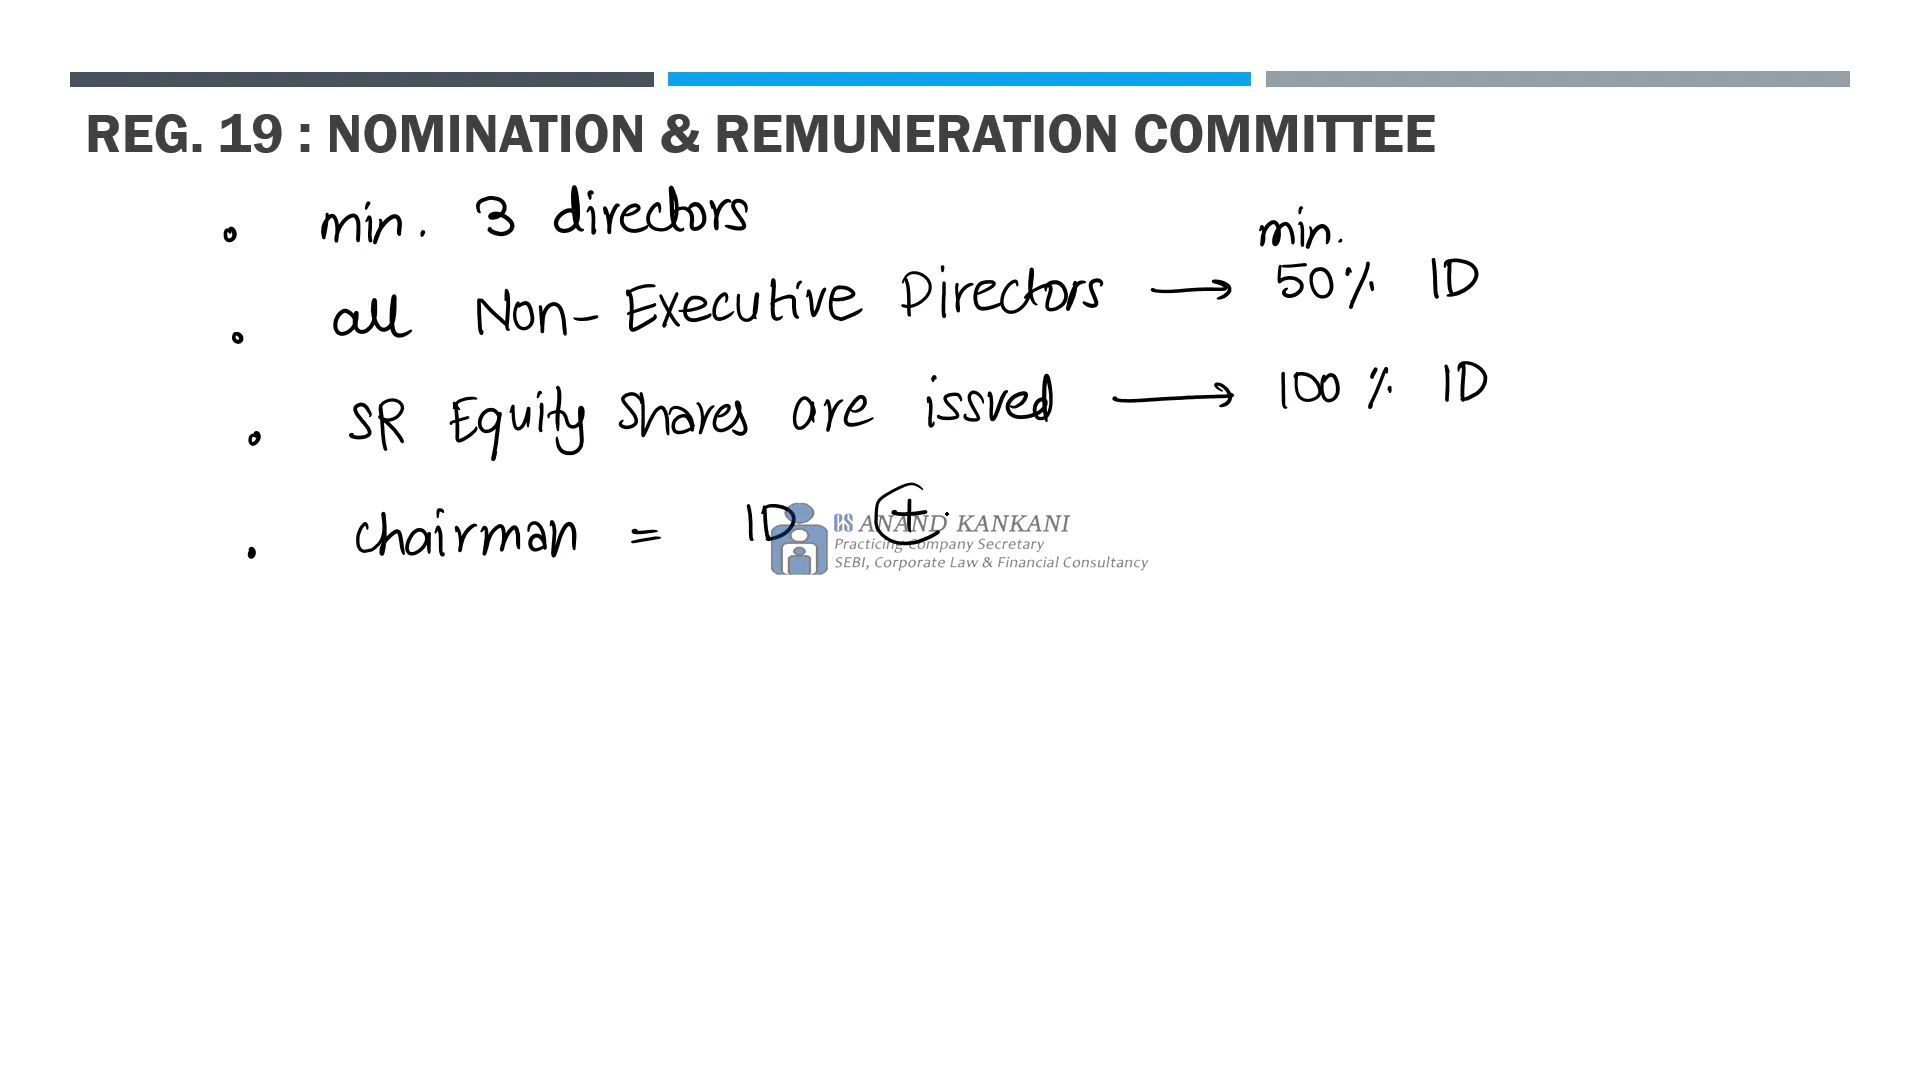 REG. 19 : NOMINATION & REMUNERATION COMMITTEE
• min. 3 directors
• all Non-Executive Directors → min. 50% ID
• SR Equity Shares are issued → 100% ID
• chairman = ID +
CS ANAND KANKANI
Practicing Company Secretary
SEBI, Corporate Law & Financial Consultancy